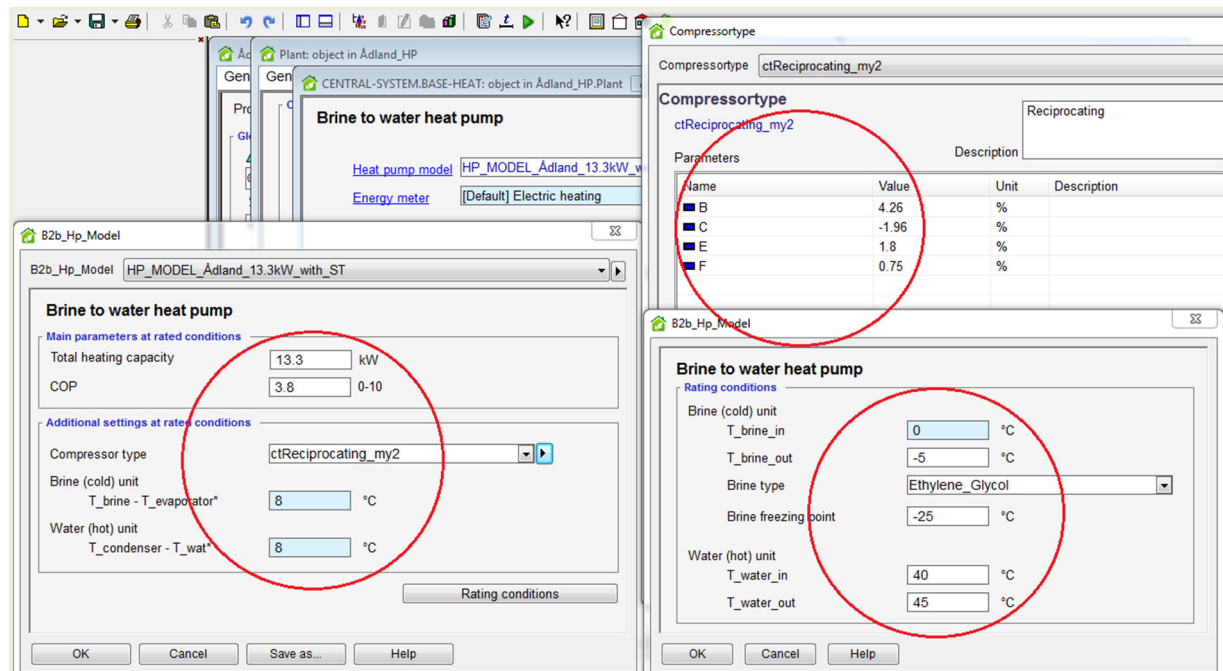 Plant: object in Ådland_HP
CENTRAL-SYSTEM.BASE-HEAT: object in Ådland_HP.Plant
Brine to water heat pump
Heat pump model
HP_MODEL_Ådland_13.3kW_w
Energy meter
[Default] Electric heating
Compressortype
Compressortype ctReciprocating_my2
Compressortype
ctReciprocating_my2
Description
Reciprocating
Parameters
Name Value Unit Description
B 4.26 %
C -1.96 %
E 1.8 %
F 0.75 %
B2b_Hp_Model
B2b_Hp_Model HP_MODEL_Ådland_13.3kW_with_ST
Brine to water heat pump
Main parameters at rated conditions
Total heating capacity 13.3 kW
COP 3.8 0-10
Additional settings at rated conditions
Compressor type ctReciprocating_my2
Brine (cold) unit
T_brine - T_evaporator* 8 °C
Water (hot) unit
T_condenser - T_wat* 8 °C
Rating conditions
OK Cancel Save as... Help
B2b_Hp_Model
Brine to water heat pump
Rating conditions
Brine (cold) unit
T_brine_in 0 °C
T_brine_out -5 °C
Brine type Ethylene_Glycol
Brine freezing point -25 °C
Water (hot) unit
T_water_in 40 °C
T_water_out 45 °C
OK Cancel Help